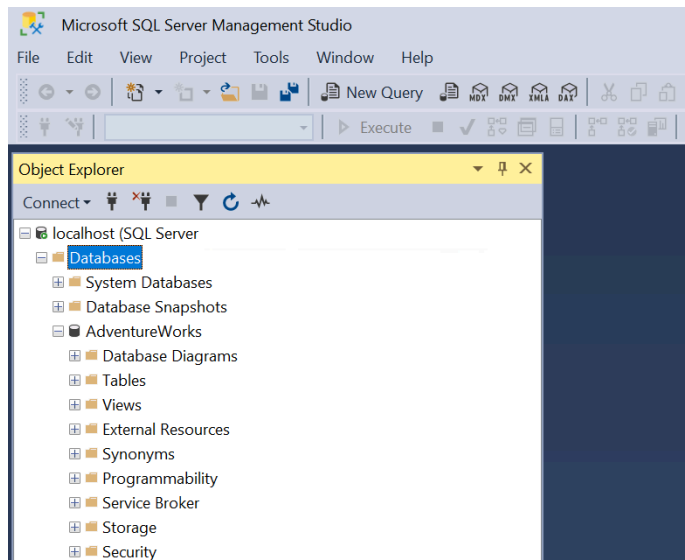 Microsoft SQL Server Management Studio
File Edit View Project Tools Window Help
New Query MDX DMX XMLA DAX
Execute
Object Explorer
Connect
localhost (SQL Server
Databases
System Databases
Database Snapshots
AdventureWorks
Database Diagrams
Tables
Views
External Resources
Synonyms
Programmability
Service Broker
Storage
Security